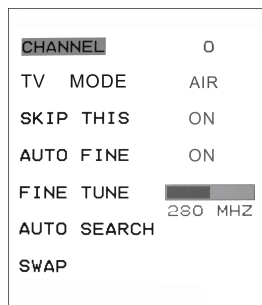 CHANNEL 0
TV MODE AIR
SKIP THIS ON
AUTO FINE ON
FINE TUNE
280 MHZ
AUTO SEARCH
SWAP